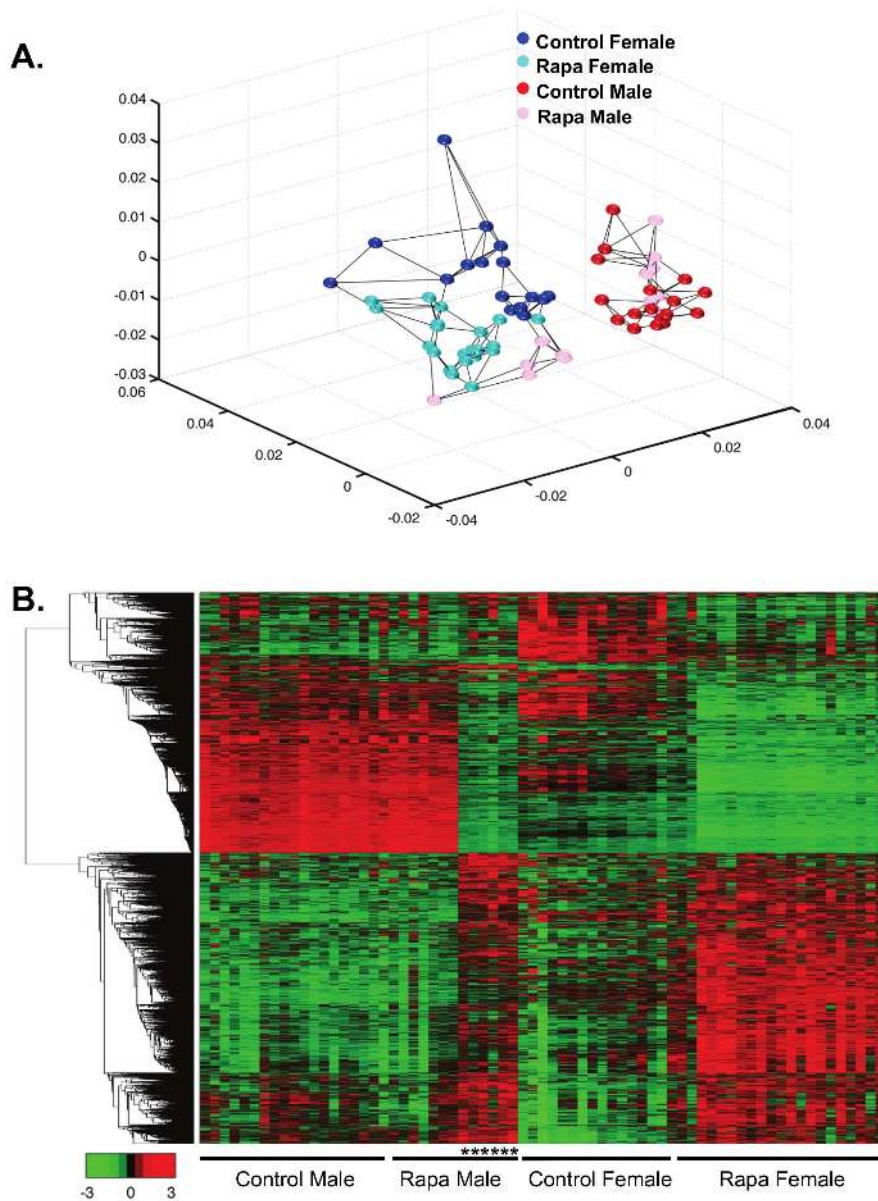 A.
Control Female
Rapa Female
Control Male
Rapa Male
0.04
0.03
0.02
0.01
0
-0.01
-0.02
-0.03
0.06
0.04
0.02
0
-0.02
-0.04
-0.02
0
0.02
0.04
B.
******
Control Male Rapa Male Control Female Rapa Female
-3 0 3